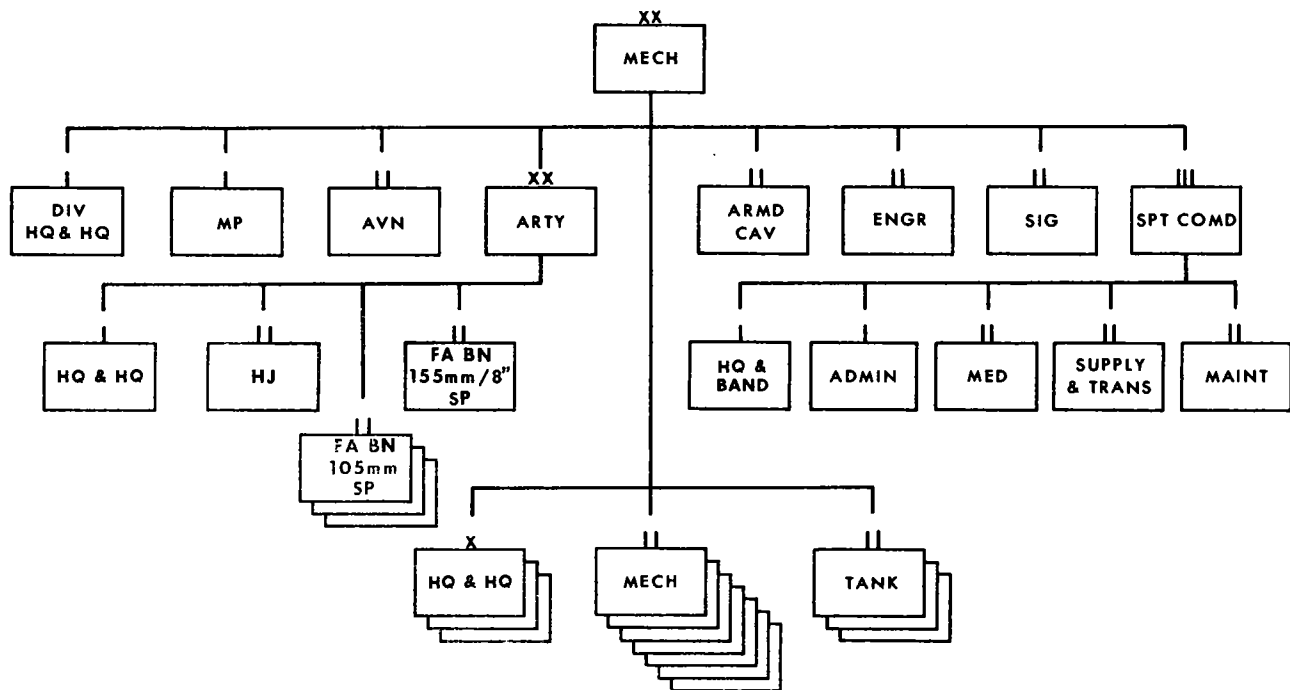 XX
MECH
I
DIV
HQ & HQ
I
MP
II
AVN
XX
ARTY
II
ARMD
CAV
II
ENGR
II
SIG
III
SPT COMD
I
HQ & HQ
II
HJ
II
FA BN
155mm/8"
SP
II
FA BN
105mm
SP
I
HQ &
BAND
I
ADMIN
II
MED
II
SUPPLY
& TRANS
II
MAINT
X
HQ & HQ
II
MECH
II
TANK